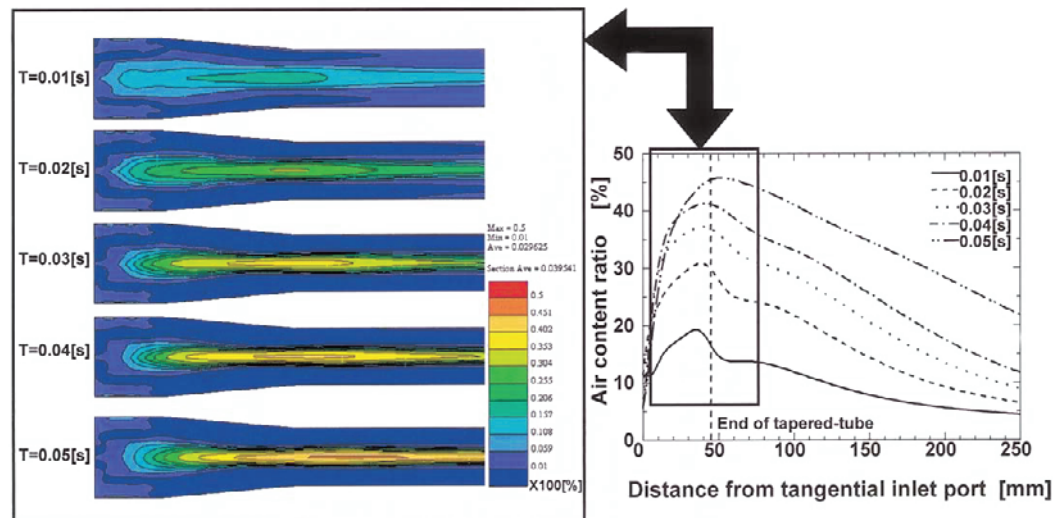 T=0.01[s]
T=0.02[s]
T=0.03[s]
T=0.04[s]
T=0.05[s]
Max = 0.5
Min = 0.01
Ave = 0.029625
Section Ave = 0.039541
0.5
0.451
0.402
0.353
0.304
0.255
0.206
0.157
0.108
0.059
0.01
X100[%]
Air content ratio [%]
50
40
30
20
10
0
0.01[s]
0.02[s]
0.03[s]
0.04[s]
0.05[s]
End of tapered-tube
0 50 100 150 200 250
Distance from tangential inlet port [mm]